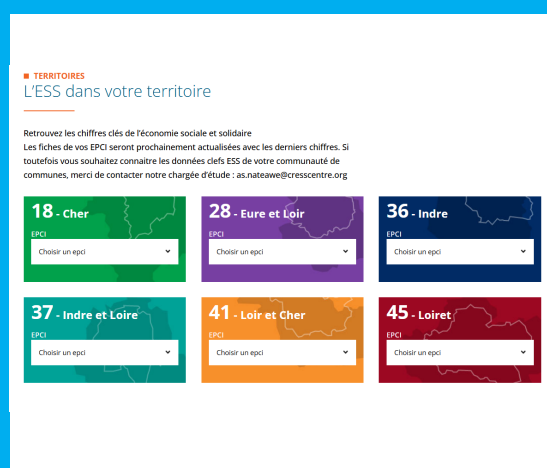 TERRITOIRES
L'ESS dans votre territoire
Retrouvez les chiffres clés de l'économie sociale et solidaire
Les fiches de vos EPCI seront prochainement actualisées avec les derniers chiffres. Si
toutefois vous souhaitez connaitre les données clefs ESS de votre communauté de
communes, merci de contacter notre chargée d'étude : as.nateawe@cresscentre.org
18 - Cher
EPCI
Choisir un epci
28 - Eure et Loir
EPCI
Choisir un epci
36 - Indre
EPCI
Choisir un epci
37 - Indre et Loire
EPCI
Choisir un epci
41 - Loir et Cher
EPCI
Choisir un epci
45 - Loiret
EPCI
Choisir un epci